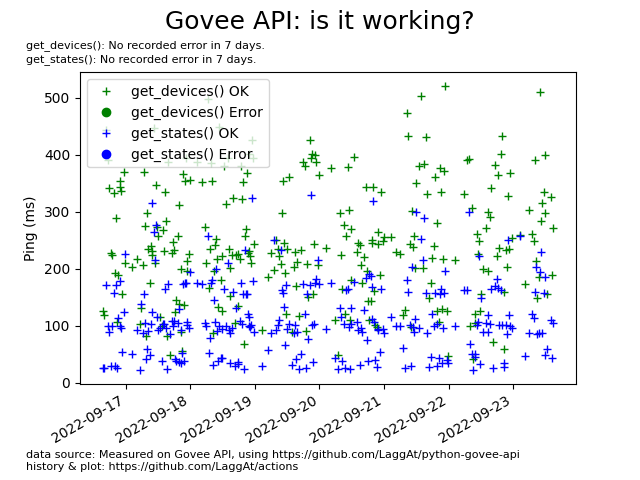 Govee API: is it working?
get_devices(): No recorded error in 7 days.
get_states(): No recorded error in 7 days.
get_devices() OK
get_devices() Error
get_states() OK
get_states() Error
Ping (ms)
500
400
300
200
100
0
2022-09-17
2022-09-18
2022-09-19
2022-09-20
2022-09-21
2022-09-22
2022-09-23
data source: Measured on Govee API, using https://github.com/LaggAt/python-govee-api
history & plot: https://github.com/LaggAt/actions